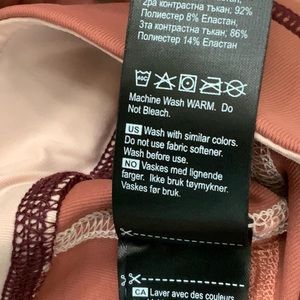 2ра контрастна тъкан; 92%
Полиестер 8% Еластан,
3та контрастна тъкан; 86%
Полиестер 14% Еластан
Machine Wash WARM. Do
Not Bleach.
US Wash with similar colors.
Do not use fabric softener.
Wash before use.
NO Vaskes med lignende
farger. Ikke bruk tøymykner.
Vaskes før bruk.
CA Laver avec des couleurs